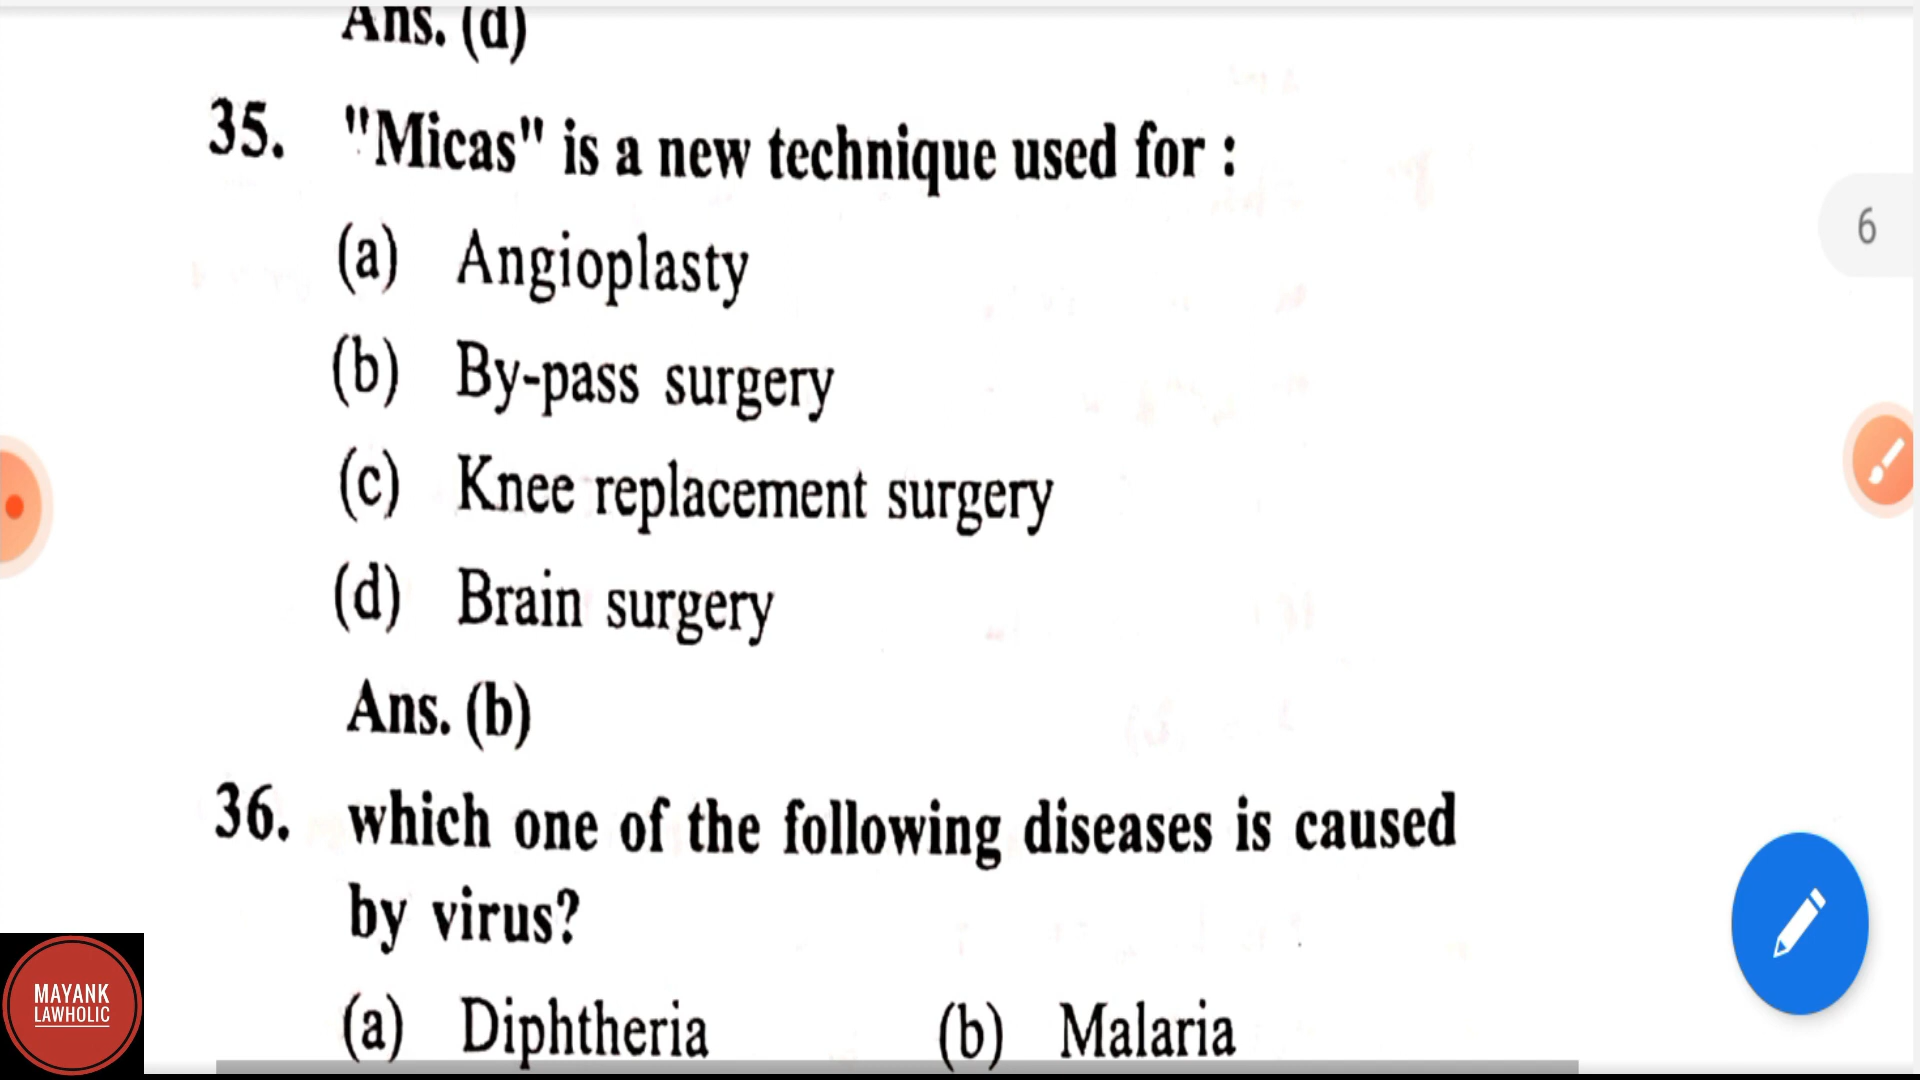 Ans. (d)
35. "Micas" is a new technique used for :
(a) Angioplasty
(b) By-pass surgery
(c) Knee replacement surgery
(d) Brain surgery
Ans. (b)
36. which one of the following diseases is caused
by virus?
(a) Diphtheria (b) Malaria
6
MAYANK
LAWHOLIC